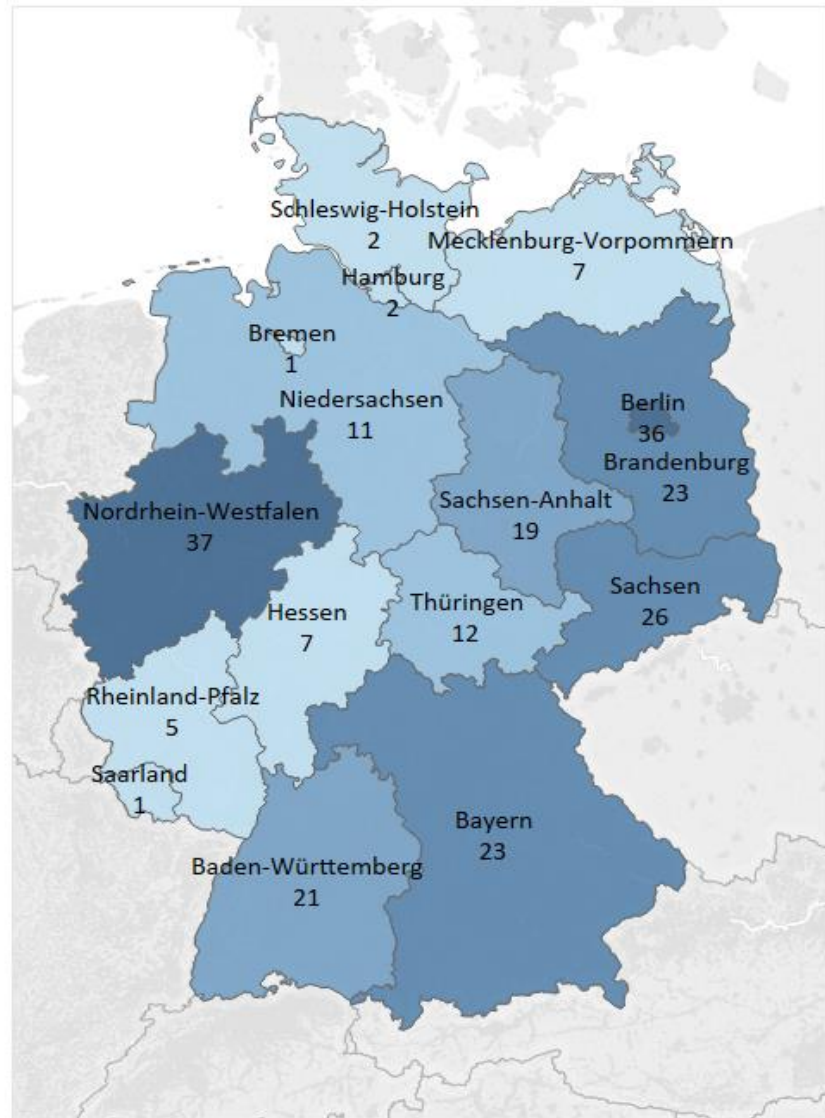 Schleswig-Holstein
2
Mecklenburg-Vorpommern
7
Hamburg
2
Bremen
1
Niedersachsen
11
Berlin
36
Brandenburg
23
Nordrhein-Westfalen
37
Sachsen-Anhalt
19
Sachsen
26
Hessen
7
Thüringen
12
Rheinland-Pfalz
5
Saarland
1
Bayern
23
Baden-Württemberg
21